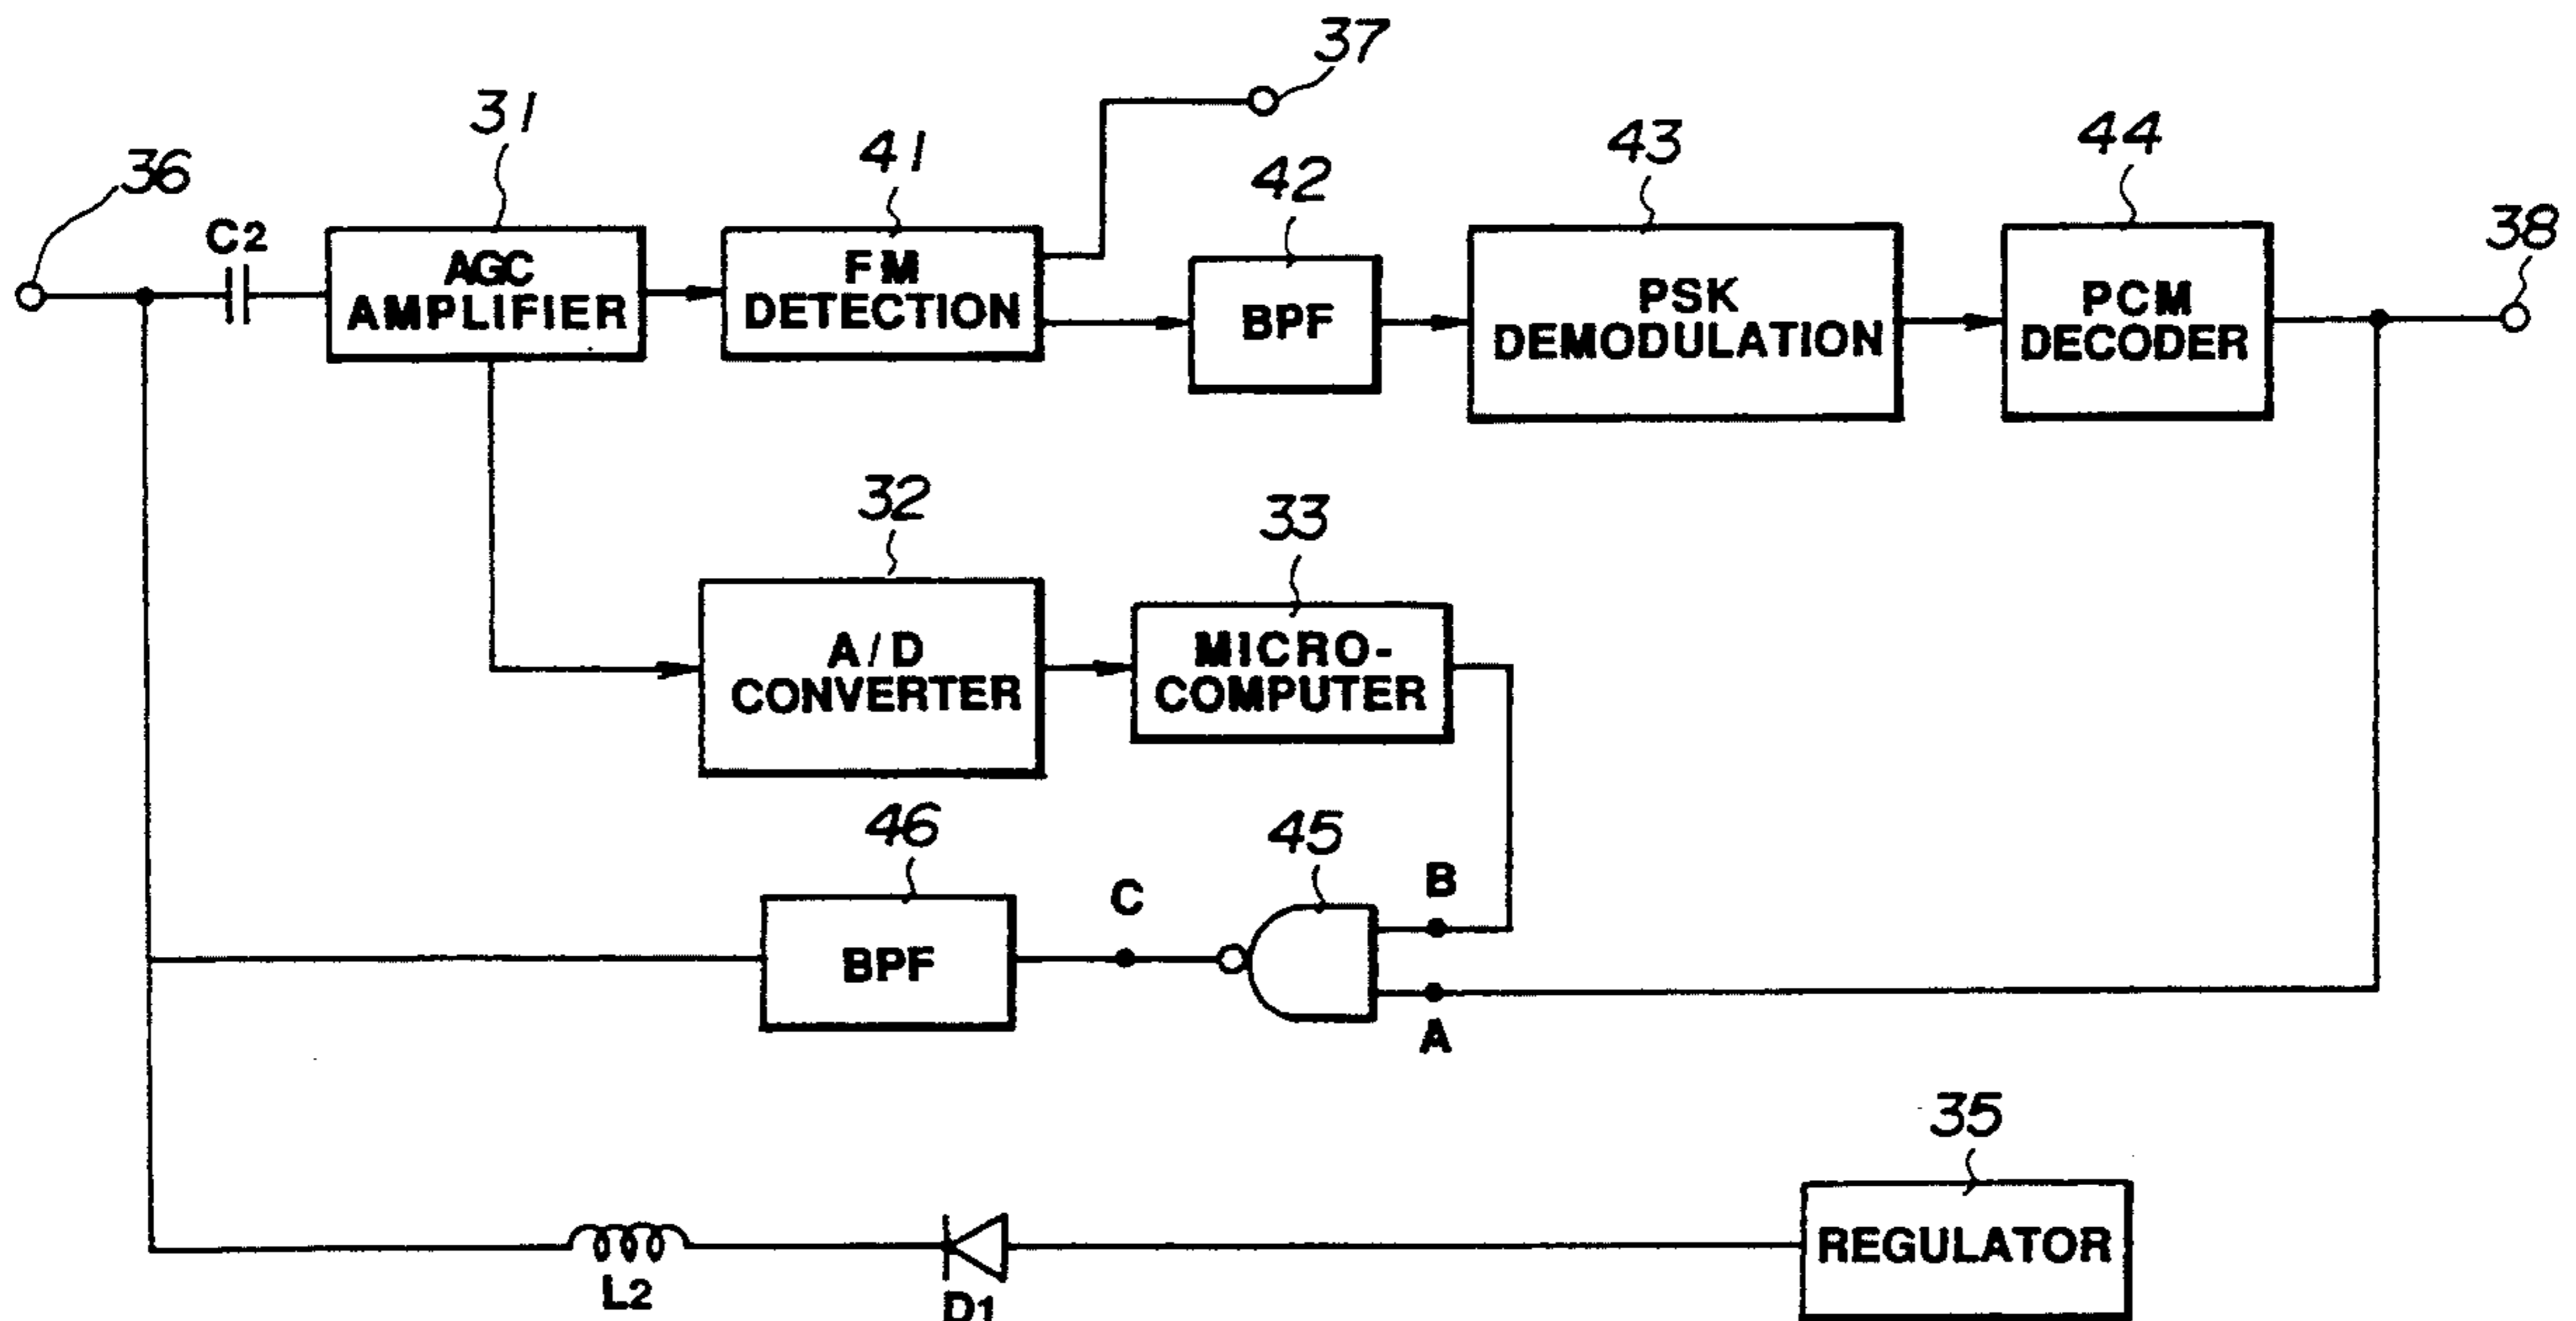 37
31
41
36
42
43
44
38
C2
AGC
AMPLIFIER
FM
DETECTION
BPF
PSK
DEMODULATION
PCM
DECODER
32
33
A/D
CONVERTER
MICRO-
COMPUTER
46
45
B
C
BPF
A
35
REGULATOR
L2
D1